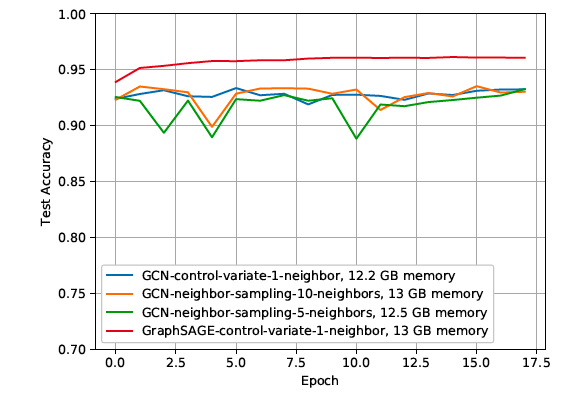 1.00
0.95
0.90
0.85
0.80
0.75
0.70
Test Accuracy
GCN-control-variate-1-neighbor, 12.2 GB memory
GCN-neighbor-sampling-10-neighbors, 13 GB memory
GCN-neighbor-sampling-5-neighbors, 12.5 GB memory
GraphSAGE-control-variate-1-neighbor, 13 GB memory
0.0 2.5 5.0 7.5 10.0 12.5 15.0 17.5
Epoch